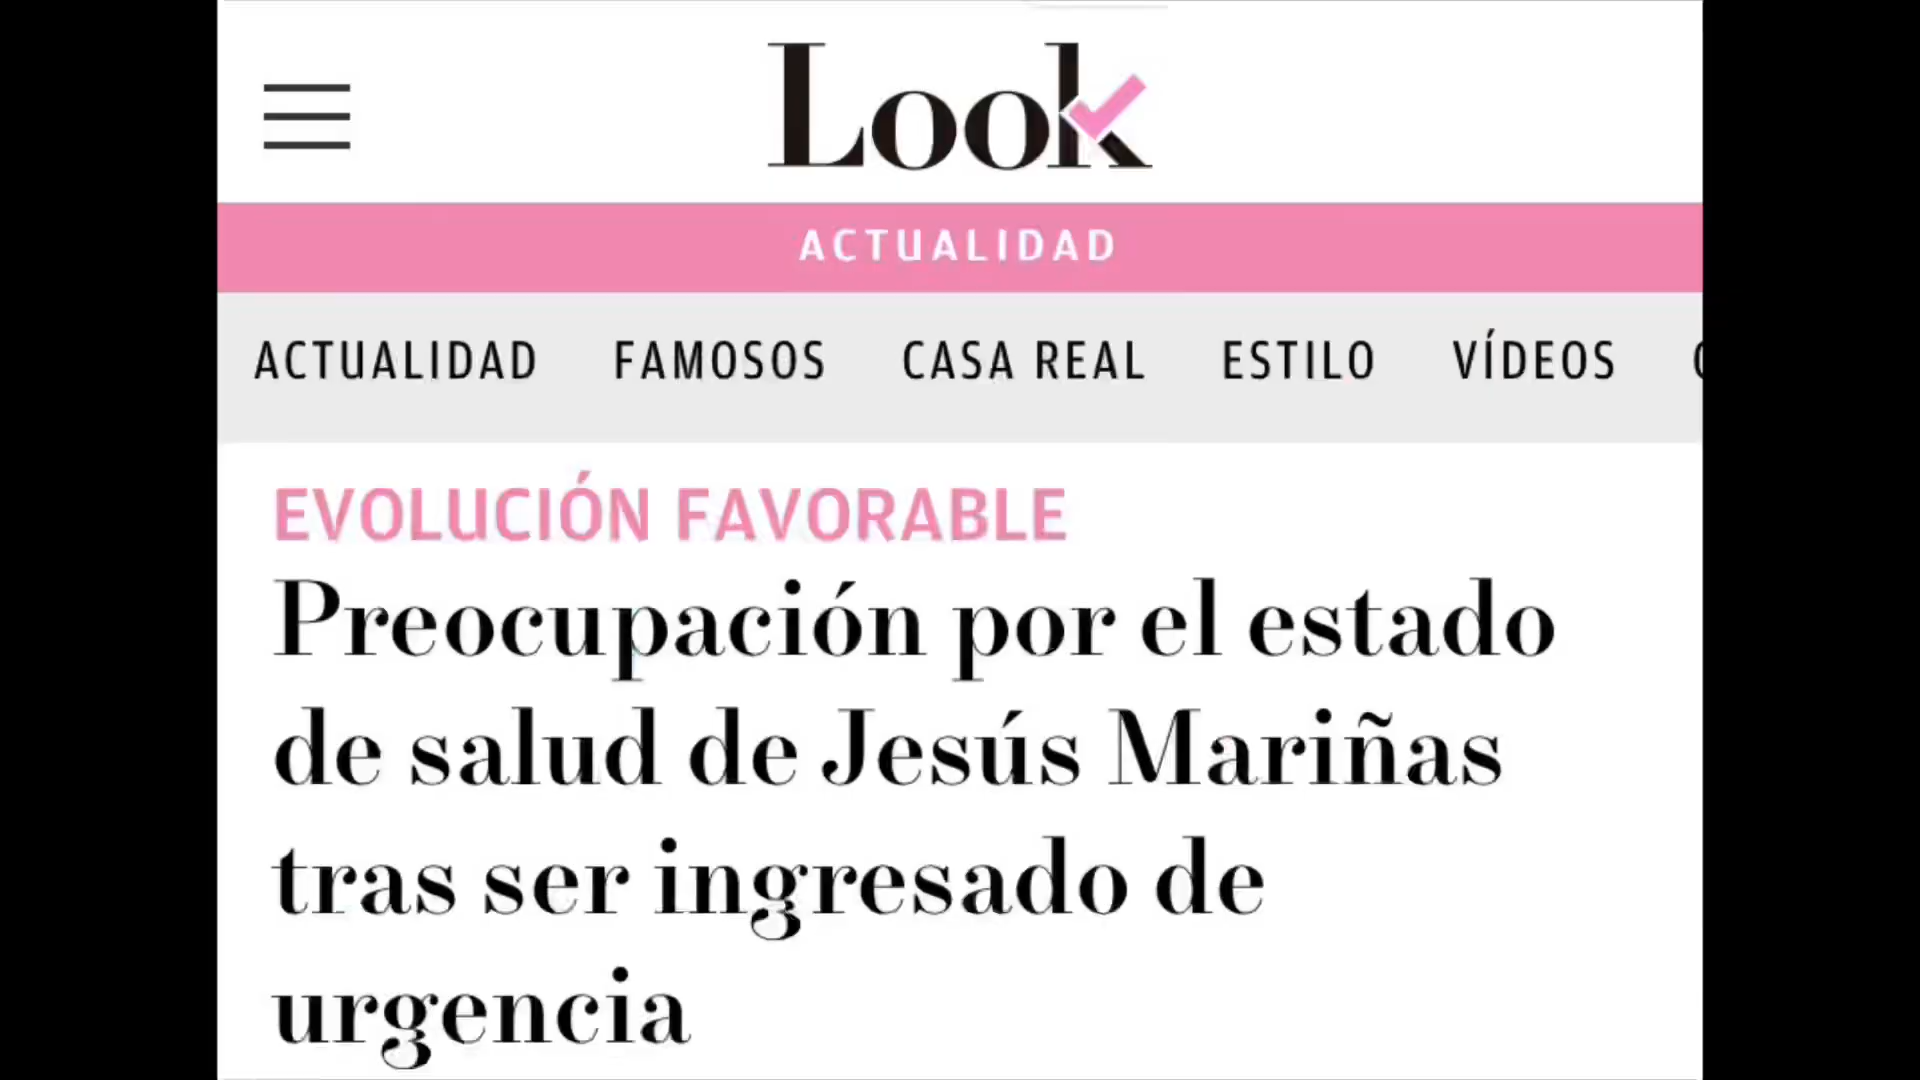 Look
ACTUALIDAD
ACTUALIDAD FAMOSOS CASA REAL ESTILO VÍDEOS
EVOLUCIÓN FAVORABLE
Preocupación por el estado
de salud de Jesús Mariñas
tras ser ingresado de
urgencia